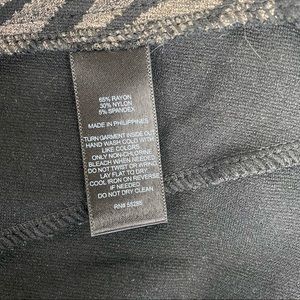 65% RAYON
30% NYLON
5% SPANDEX
MADE IN PHILIPPINES
TURN GARMENT INSIDE OUT
HAND WASH COLD WITH
LIKE COLORS
ONLY NON-CLORINE
BLEACH WHEN NEEDED
DO NOT TWIST OR WRING
LAY FLAT TO DRY
COOL IRON ON REVERSE
IF NEEDED
DO NOT DRY CLEAN
RN# 55285